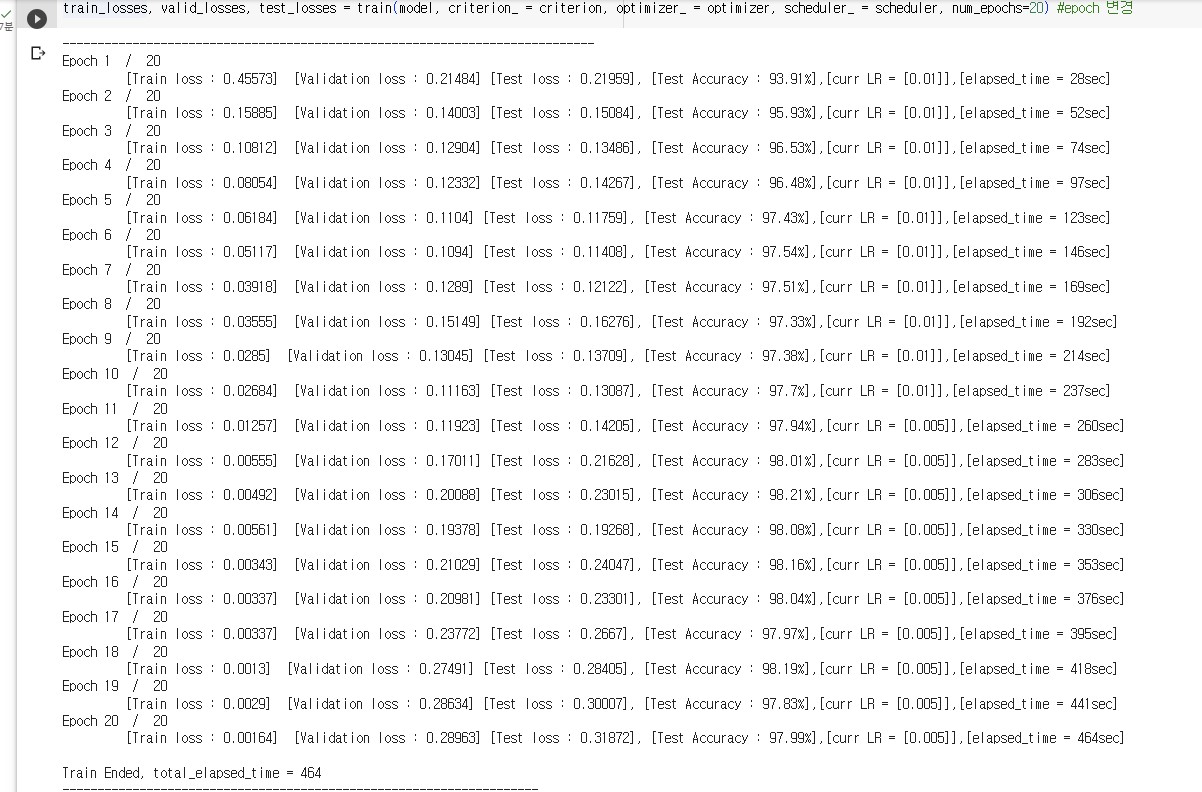 train_losses, valid_losses, test_losses = train(model, criterion_ = criterion, optimizer_ = optimizer, scheduler_ = scheduler, num_epochs=20) #epoch 변경
7분
----------------------------------------------------------------------------
Epoch 1 / 20
[Train loss : 0.45573] [Validation loss : 0.21484] [Test loss : 0.21959], [Test Accuracy : 93.91%],[curr LR = [0.01]],[elapsed_time = 28sec]
Epoch 2 / 20
[Train loss : 0.15885] [Validation loss : 0.14003] [Test loss : 0.15084], [Test Accuracy : 95.93%],[curr LR = [0.01]],[elapsed_time = 52sec]
Epoch 3 / 20
[Train loss : 0.10812] [Validation loss : 0.12904] [Test loss : 0.13486], [Test Accuracy : 96.53%],[curr LR = [0.01]],[elapsed_time = 74sec]
Epoch 4 / 20
[Train loss : 0.08054] [Validation loss : 0.12332] [Test loss : 0.14267], [Test Accuracy : 96.48%],[curr LR = [0.01]],[elapsed_time = 97sec]
Epoch 5 / 20
[Train loss : 0.06184] [Validation loss : 0.1104] [Test loss : 0.11759], [Test Accuracy : 97.43%],[curr LR = [0.01]],[elapsed_time = 123sec]
Epoch 6 / 20
[Train loss : 0.05117] [Validation loss : 0.1094] [Test loss : 0.11408], [Test Accuracy : 97.54%],[curr LR = [0.01]],[elapsed_time = 146sec]
Epoch 7 / 20
[Train loss : 0.03918] [Validation loss : 0.1289] [Test loss : 0.12122], [Test Accuracy : 97.51%],[curr LR = [0.01]],[elapsed_time = 169sec]
Epoch 8 / 20
[Train loss : 0.03555] [Validation loss : 0.15149] [Test loss : 0.16276], [Test Accuracy : 97.33%],[curr LR = [0.01]],[elapsed_time = 192sec]
Epoch 9 / 20
[Train loss : 0.0285] [Validation loss : 0.13045] [Test loss : 0.13709], [Test Accuracy : 97.38%],[curr LR = [0.01]],[elapsed_time = 214sec]
Epoch 10 / 20
[Train loss : 0.02684] [Validation loss : 0.11163] [Test loss : 0.13087], [Test Accuracy : 97.7%],[curr LR = [0.01]],[elapsed_time = 237sec]
Epoch 11 / 20
[Train loss : 0.01257] [Validation loss : 0.11923] [Test loss : 0.14205], [Test Accuracy : 97.94%],[curr LR = [0.005]],[elapsed_time = 260sec]
Epoch 12 / 20
[Train loss : 0.00555] [Validation loss : 0.17011] [Test loss : 0.21628], [Test Accuracy : 98.01%],[curr LR = [0.005]],[elapsed_time = 283sec]
Epoch 13 / 20
[Train loss : 0.00492] [Validation loss : 0.20088] [Test loss : 0.23015], [Test Accuracy : 98.21%],[curr LR = [0.005]],[elapsed_time = 306sec]
Epoch 14 / 20
[Train loss : 0.00561] [Validation loss : 0.19378] [Test loss : 0.19268], [Test Accuracy : 98.08%],[curr LR = [0.005]],[elapsed_time = 330sec]
Epoch 15 / 20
[Train loss : 0.00343] [Validation loss : 0.21029] [Test loss : 0.24047], [Test Accuracy : 98.16%],[curr LR = [0.005]],[elapsed_time = 353sec]
Epoch 16 / 20
[Train loss : 0.00337] [Validation loss : 0.20981] [Test loss : 0.23301], [Test Accuracy : 98.04%],[curr LR = [0.005]],[elapsed_time = 376sec]
Epoch 17 / 20
[Train loss : 0.00337] [Validation loss : 0.23772] [Test loss : 0.2667], [Test Accuracy : 97.97%],[curr LR = [0.005]],[elapsed_time = 395sec]
Epoch 18 / 20
[Train loss : 0.0013] [Validation loss : 0.27491] [Test loss : 0.28405], [Test Accuracy : 98.19%],[curr LR = [0.005]],[elapsed_time = 418sec]
Epoch 19 / 20
[Train loss : 0.0029] [Validation loss : 0.28634] [Test loss : 0.30007], [Test Accuracy : 97.83%],[curr LR = [0.005]],[elapsed_time = 441sec]
Epoch 20 / 20
[Train loss : 0.00164] [Validation loss : 0.28963] [Test loss : 0.31872], [Test Accuracy : 97.99%],[curr LR = [0.005]],[elapsed_time = 464sec]
Train Ended, total_elapsed_time = 464
--------------------------------------------------------------------